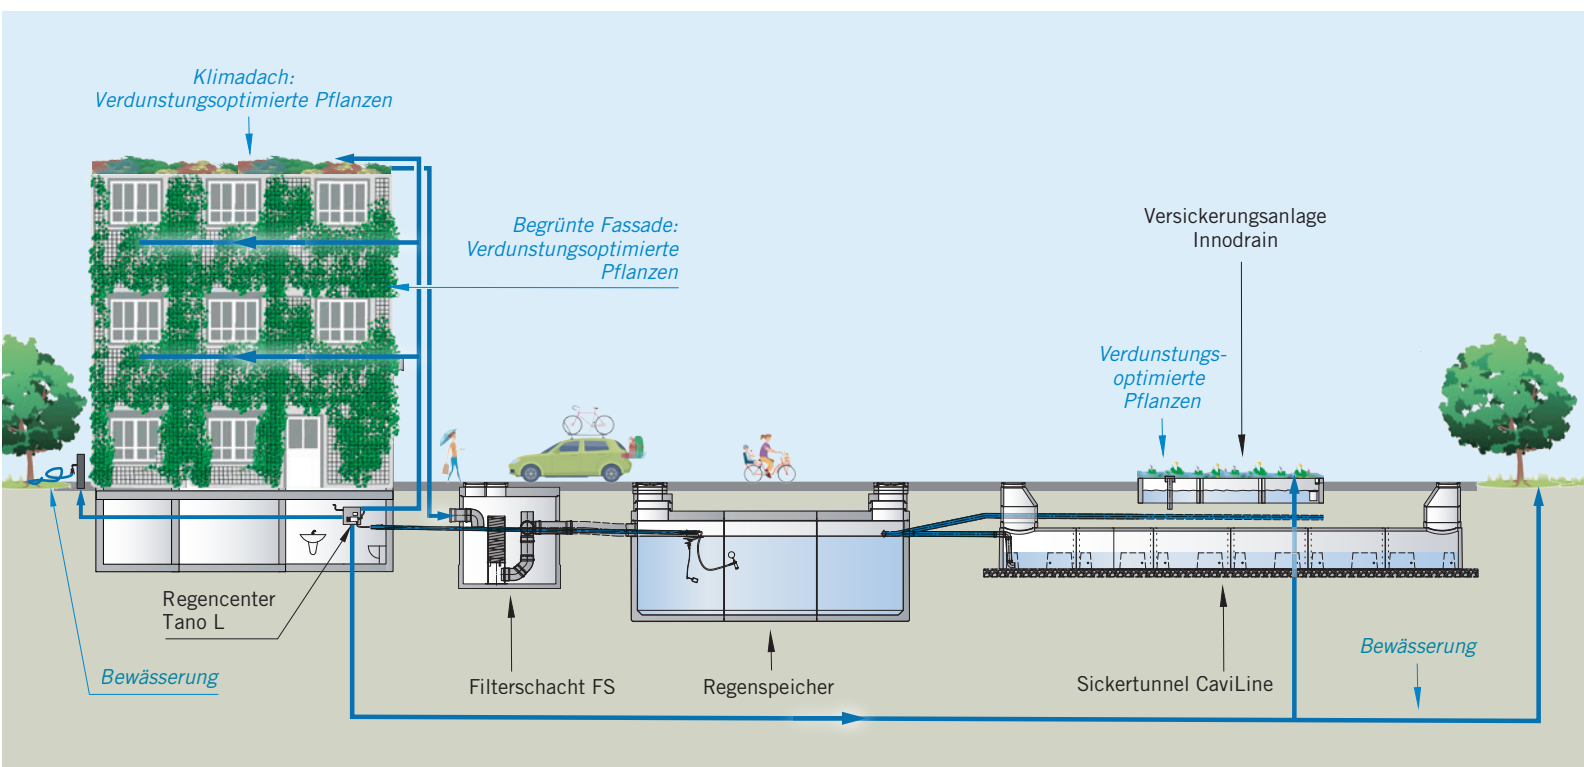 Klimadach:
Verdunstungsoptimierte Pflanzen
Begrünte Fassade:
Verdunstungsoptimierte
Pflanzen
Versickerungsanlage
Innodrain
Verdunstungs-
optimierte
Pflanzen
Regencenter
Tano L
Bewässerung
Filterschacht FS
Regenspeicher
Sickertunnel CaviLine
Bewässerung